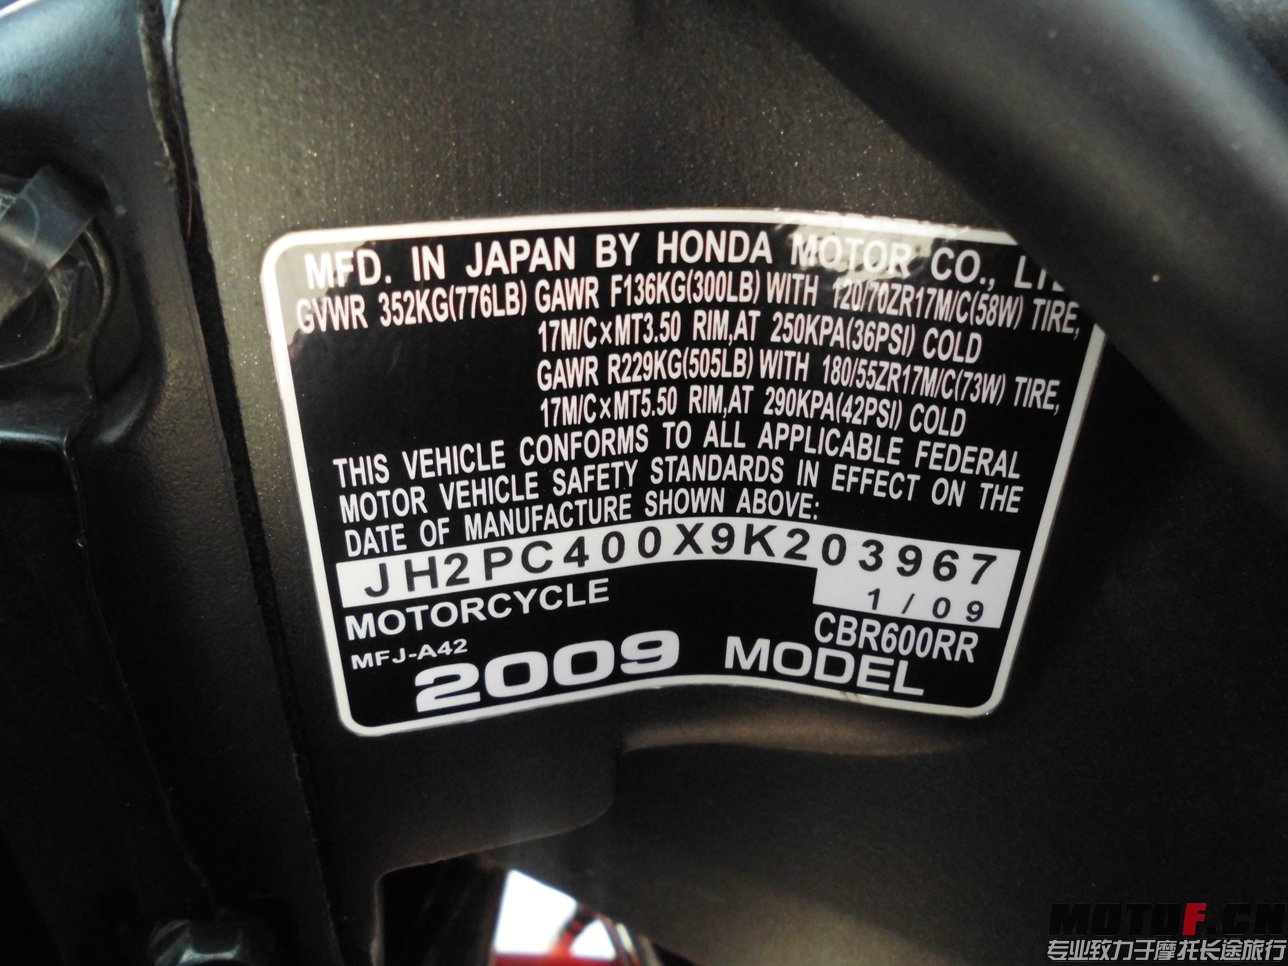 MFD. IN JAPAN BY HONDA MOTOR CO.,
GVWR 352KG(776LB) GAWR F136KG(300LB) WITH 120/70ZR17M/C(58W) TIRE,
17M/C×MT3.50 RIM,AT 250KPA(36PSI) COLD
GAWR R229KG(505LB) WITH 180/55ZR17M/C(73W) TIRE,
17M/C×MT5.50 RIM,AT 290KPA(42PSI) COLD
THIS VEHICLE CONFORMS TO ALL APPLICABLE FEDERAL
MOTOR VEHICLE SAFETY STANDARDS IN EFFECT ON THE
DATE OF MANUFACTURE SHOWN ABOVE:
JH2PC400X9K203967
MOTORCYCLE 1/09
MFJ-A42 CBR600RR
2009 MODEL
MOTOF.CN
专业致力于摩托长途旅行